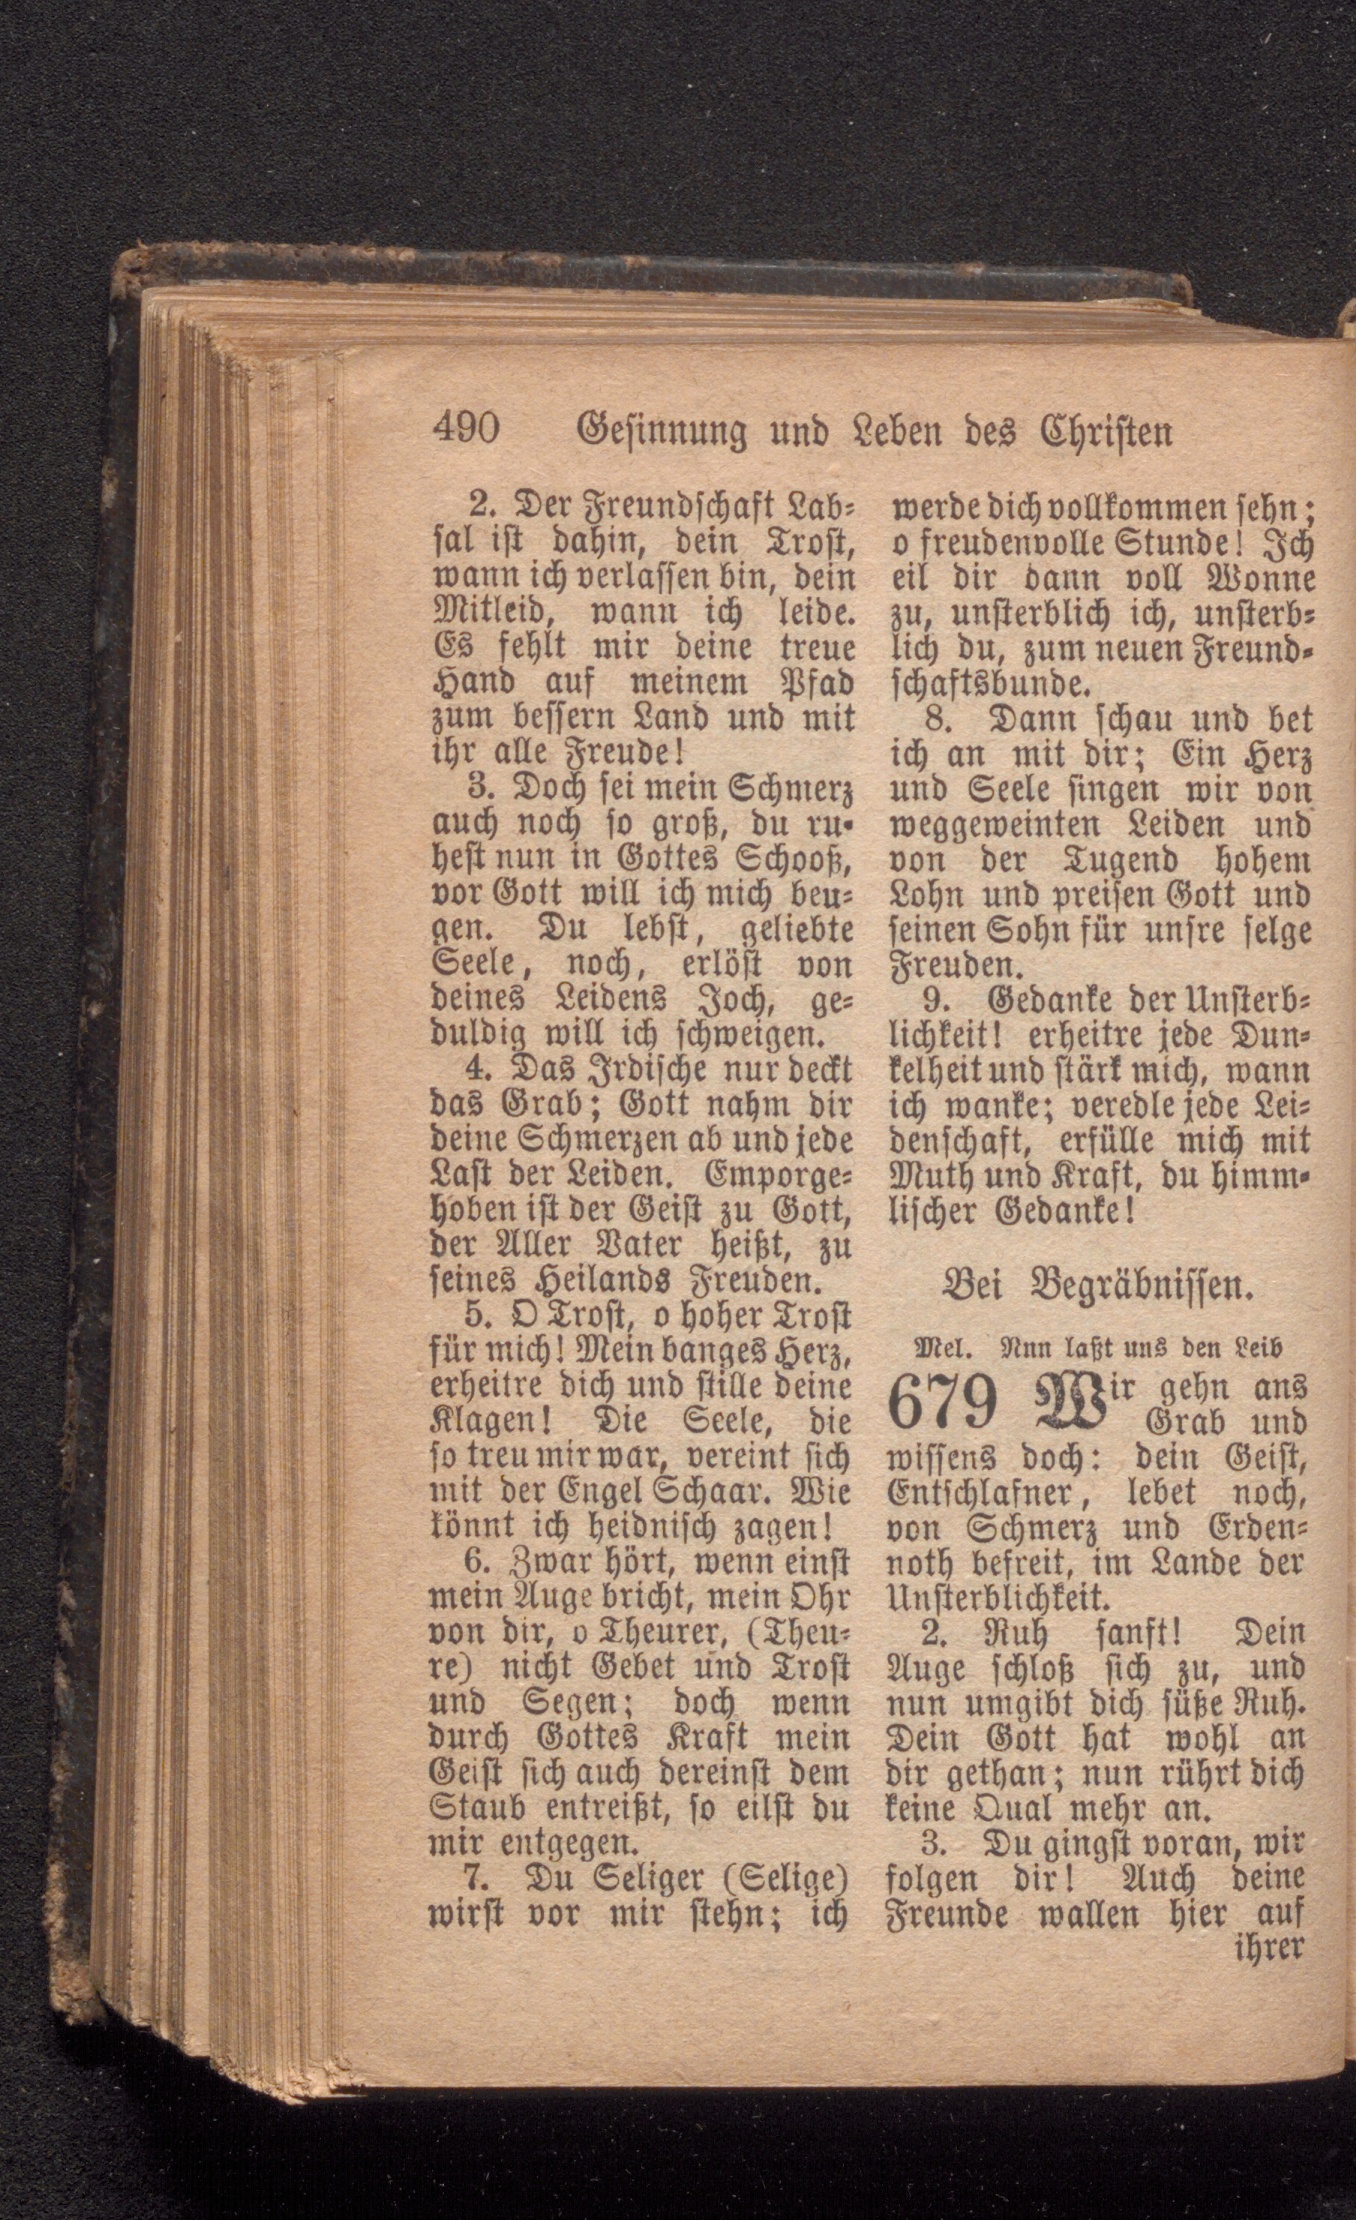 490 Gesinnung und Leben des Christen
2. Der Freundschaft Lab-
sal ist dahin, dein Trost,
wann ich verlassen bin, dein
Mitleid, wann ich leide.
Es fehlt mir deine treue
Hand auf meinem Pfad
zum bessern Land und mit
ihr alle Freude!
3. Doch sei mein Schmerz
auch noch so groß, du ru-
hest nun in Gottes Schooß,
vor Gott will ich mich beu-
gen. Du lebst, geliebte
Seele, noch, erlöst von
deines Leidens Joch, ge-
duldig will ich schweigen.
4. Das Irdische nur deckt
das Grab; Gott nahm dir
deine Schmerzen ab und jede
Last der Leiden. Emporge-
hoben ist der Geist zu Gott,
der Aller Vater heißt, zu
seines Heilands Freuden.
5. O Trost, o hoher Trost
für mich! Mein banges Herz,
erheitre dich und stille deine
Klagen! Die Seele, die
so treu mir war, vereint sich
mit der Engel Schaar. Wie
könnt ich heidnisch zagen!
6. Zwar hört, wenn einst
mein Auge bricht, mein Ohr
von dir, o Theurer, (Theu-
re) nicht Gebet und Trost
und Segen; doch wenn
durch Gottes Kraft mein
Geist sich auch dereinst dem
Staub entreißt, so eilst du
mir entgegen.
7. Du Seliger (Selige)
wirst vor mir stehn; ich
werde dich vollkommen sehn;
o freudenvolle Stunde! Ich
eil dir dann voll Wonne
zu, unsterblich ich, unsterb-
lich du, zum neuen Freund-
schaftsbunde.
8. Dann schau und bet
ich an mit dir; Ein Herz
und Seele singen wir von
weggeweinten Leiden und
von der Tugend hohem
Lohn und preisen Gott und
seinen Sohn für unsre selge
Freuden.
9. Gedanke der Unsterb-
lichkeit! erheitre jede Dun-
kelheit und stärk mich, wann
ich wanke; veredle jede Lei-
denschaft, erfülle mich mit
Muth und Kraft, du himm-
lischer Gedanke!
Bei Begräbnissen.
Mel. Nun laßt uns den Leib
679 Wir gehn ans
Grab und
wissens doch: dein Geist,
Entschlafner, lebet noch,
von Schmerz und Erden-
noth befreit, im Lande der
Unsterblichkeit.
2. Ruh sanft! Dein
Auge schloß sich zu, und
nun umgibt dich süße Ruh.
Dein Gott hat wohl an
dir gethan; nun rührt dich
keine Qual mehr an.
3. Du gingst voran, wir
folgen dir! Auch deine
Freunde wallen hier auf
ihrer